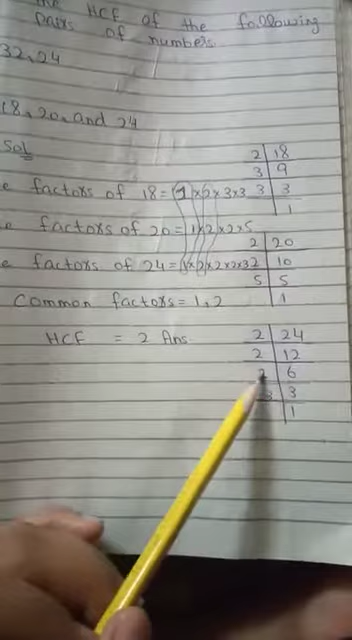 HCF of the following
pairs of numbers
32, 24
18, 20, and 24
Sol
factors of 18 = 1×2×3×3
factors of 20 = 1×2×2×5
factors of 24 = 1×2×2×2×3
Common factors = 1, 2
HCF = 2 Ans
2 | 18
3 | 9
3 | 3
1
2 | 20
2 | 10
5 | 5
1
2 | 24
2 | 12
2 | 6
3 | 3
1